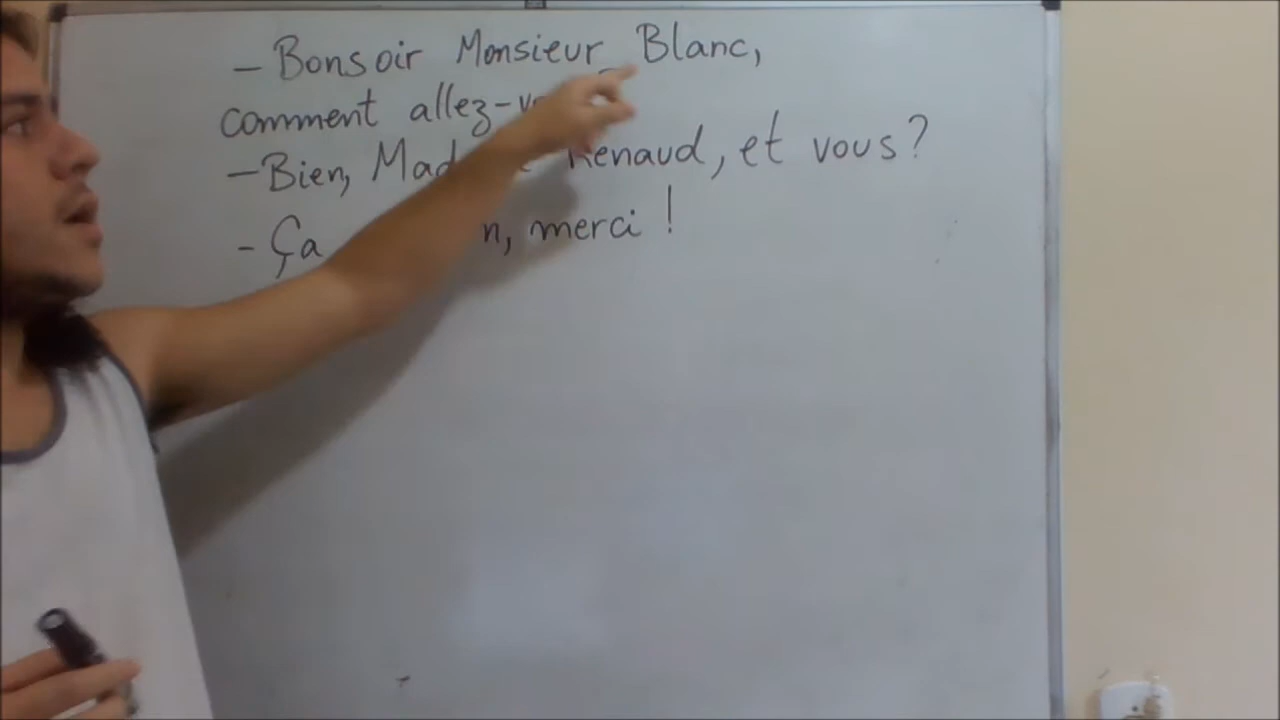 - Bonsoir Monsieur Blanc,
comment allez-v
- Bien, Mad Renaud, et vous?
- Ça n, merci !